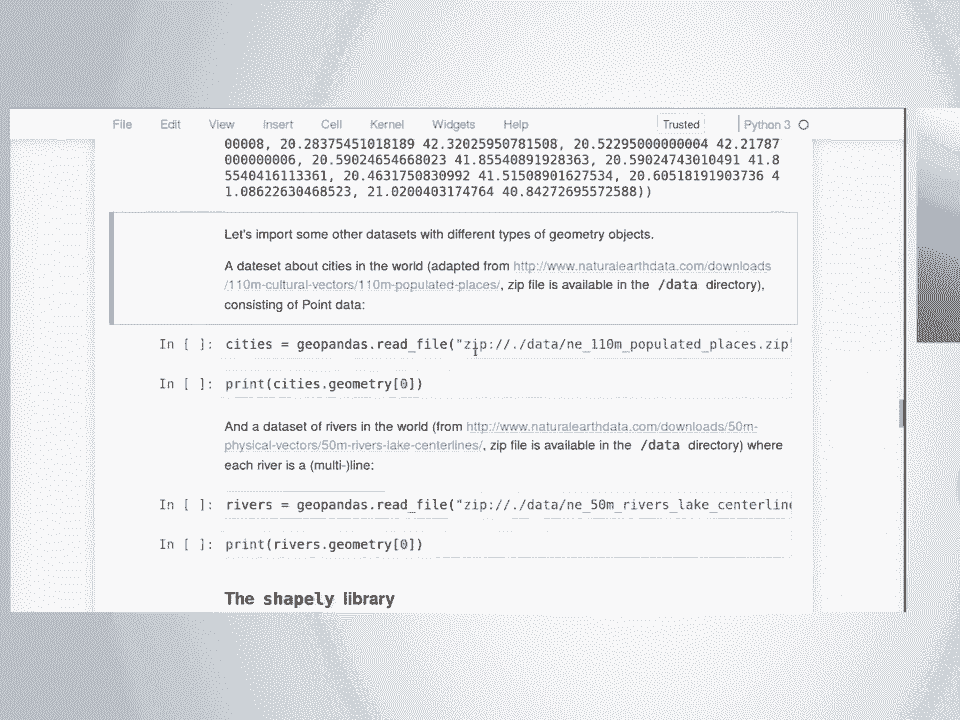 File Edit View Insert Cell Kernel Widgets Help Trusted Python 3
00008, 20.28375451018189 42.32025950781508, 20.52295000000004 42.21787
000000006, 20.59024654668023 41.85540891928363, 20.59024743010491 41.8
5540416113361, 20.4631750830992 41.51508901627534, 20.60518191903736 4
1.08622630468523, 21.0200403174764 40.84272695572588))
Let's import some other datasets with different types of geometry objects.
A dateset about cities in the world (adapted from http://www.naturalearthdata.com/downloads
/110m-cultural-vectors/110m-populated-places/, zip file is available in the /data directory),
consisting of Point data:
In [ ]: cities = geopandas.read_file("zip://./data/ne_110m_populated_places.zip"
In [ ]: print(cities.geometry[0])
And a dataset of rivers in the world (from http://www.naturalearthdata.com/downloads/50m-
physical-vectors/50m-rivers-lake-centerlines/, zip file is available in the /data directory) where
each river is a (multi-)line:
In [ ]: rivers = geopandas.read_file("zip://./data/ne_50m_rivers_lake_centerline
In [ ]: print(rivers.geometry[0])
The shapely library